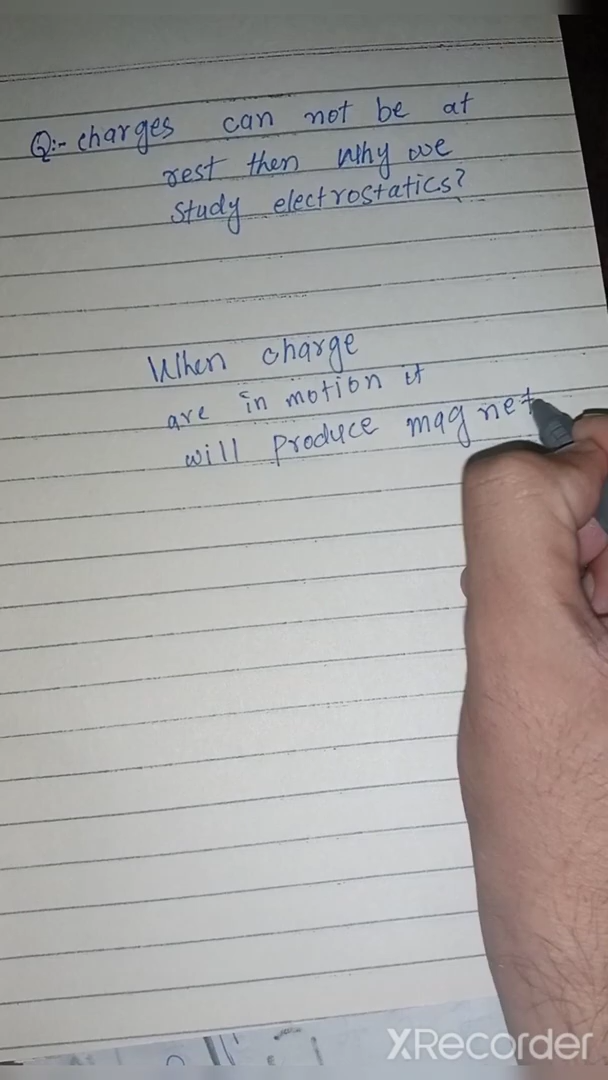 Q:- charges can not be at
rest then why we
study electrostatics?
When charge
are in motion it
will produce magnet
XRecorder